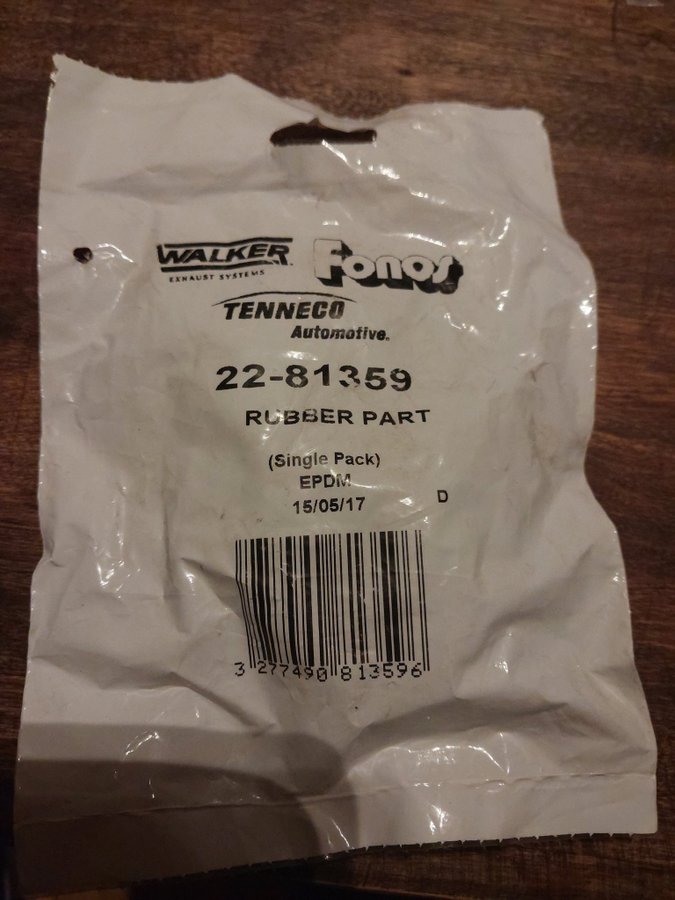 WALKER Fonos
EXHAUST SYSTEMS
TENNECO
Automotive.
22-81359
RUBBER PART
(Single Pack)
EPDM
15/05/17 D
3 277490 813596